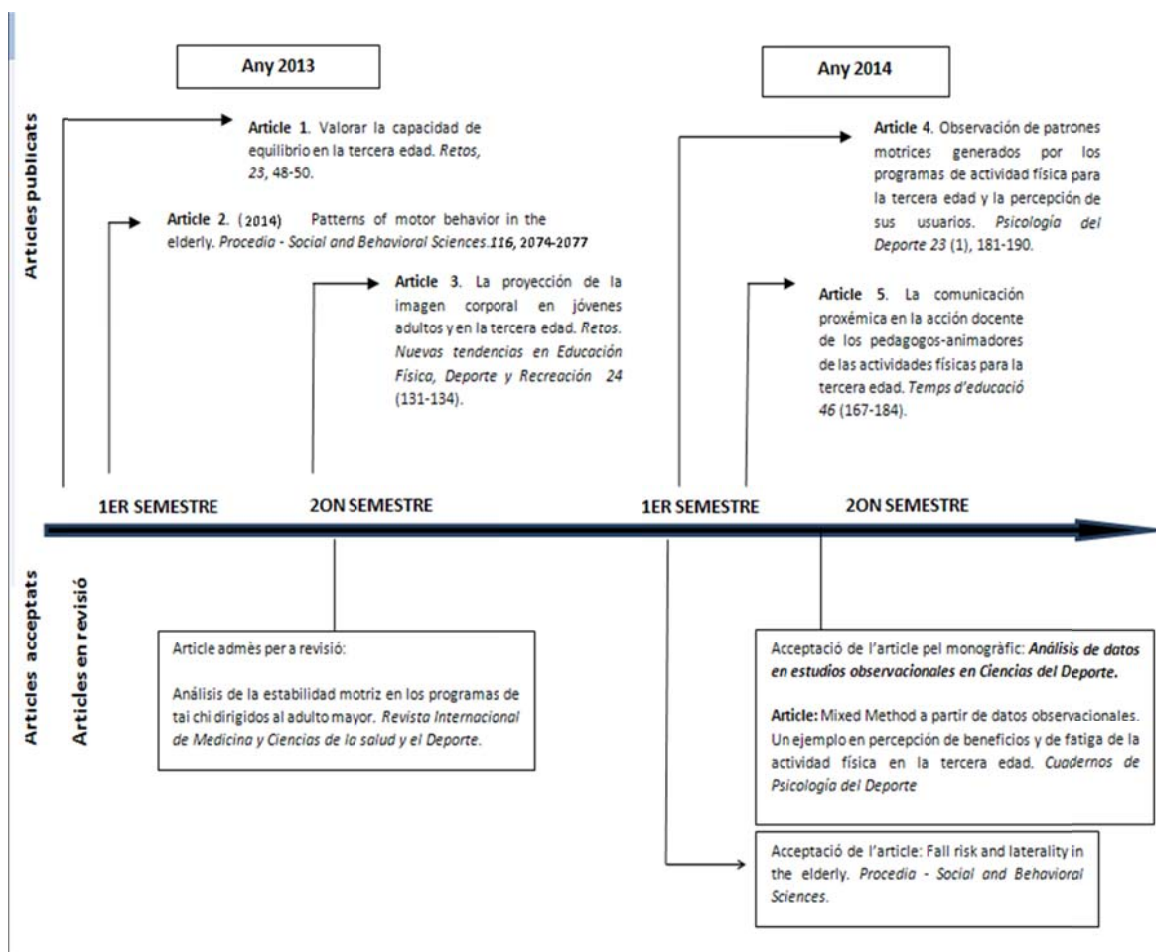 Any 2013
Any 2014
Articles publicats
Article 1. Valorar la capacidad de
equilibrio en la tercera edad. Retos,
23, 48-50.
Article 2. (2014) Patterns of motor behavior in the
elderly. Procedia - Social and Behavioral Sciences.116, 2074-2077
Article 3. La proyección de la
imagen corporal en jóvenes
adultos y en la tercera edad. Retos.
Nuevas tendencias en Educación
Física, Deporte y Recreación 24
(131-134).
Article 4. Observación de patrones
motrices generados por los
programas de actividad física para
la tercera edad y la percepción de
sus usuarios. Psicología del
Deporte 23 (1), 181-190.
Article 5. La comunicación
proxémica en la acción docente
de los pedagogos-animadores
de las actividades físicas para la
tercera edad. Temps d'educació
46 (167-184).
1ER SEMESTRE
2ON SEMESTRE
1ER SEMESTRE
2ON SEMESTRE
Articles acceptats
Articles en revisió
Article admès per a revisió:
Análisis de la estabilidad motriz en los programas de
tai chi dirigidos al adulto mayor. Revista Internacional
de Medicina y Ciencias de la salud y el Deporte.
Acceptació de l'article pel monogràfic: Análisis de datos
en estudios observacionales en Ciencias del Deporte.
Article: Mixed Method a partir de datos observacionales.
Un ejemplo en percepción de beneficios y de fatiga de la
actividad física en la tercera edad. Cuadernos de
Psicología del Deporte
Acceptació de l'article: Fall risk and laterality in
the elderly. Procedia - Social and Behavioral
Sciences.